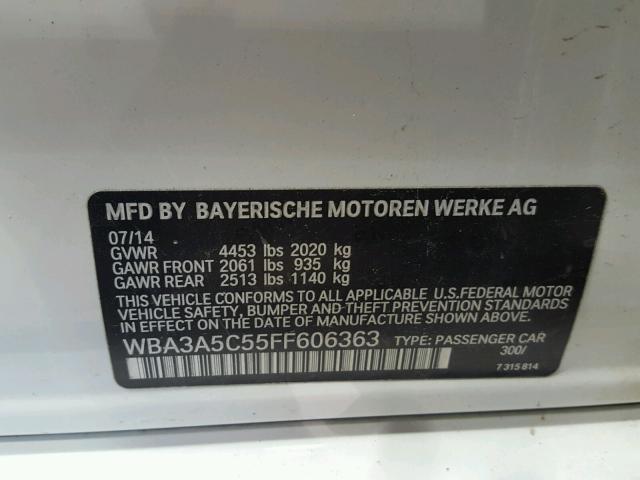 MFD BY BAYERISCHE MOTOREN WERKE AG
07/14
GVWR 4453 lbs 2020 kg
GAWR FRONT 2061 lbs 935 kg
GAWR REAR 2513 lbs 1140 kg
THIS VEHICLE CONFORMS TO ALL APPLICABLE U.S.FEDERAL MOTOR
VEHICLE SAFETY, BUMPER AND-THEFT PREVENTION STANDARDS
IN EFFECT ON THE DATE OF MANUFACTURE SHOWN ABOVE.
WBA3A5C55FF606363 TYPE: PASSENGER CAR
300/
7 315 814